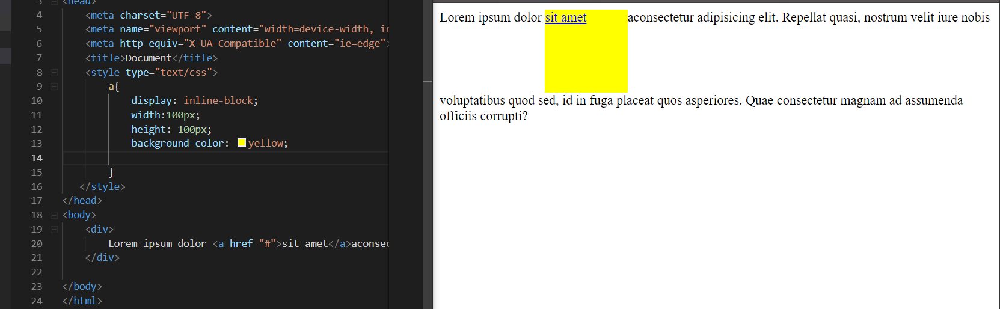 3 <head>
4 <meta charset="UTF-8">
5 <meta name="viewport" content="width=device-width, in
6 <meta http-equiv="X-UA-Compatible" content="ie=edge">
7 <title>Document</title>
8 <style type="text/css">
9 a{
10 display: inline-block;
11 width:100px;
12 height: 100px;
13 background-color: yellow;
14
15 }
16 </style>
17 </head>
18 <body>
19 <div>
20 Lorem ipsum dolor <a href="#">sit amet</a>aconsec
21 </div>
22
23 </body>
24 </html>
Lorem ipsum dolor sit amet aconsectetur adipisicing elit. Repellat quasi, nostrum velit iure nobis
voluptatibus quod sed, id in fuga placeat quos asperiores. Quae consectetur magnam ad assumenda
officiis corrupti?